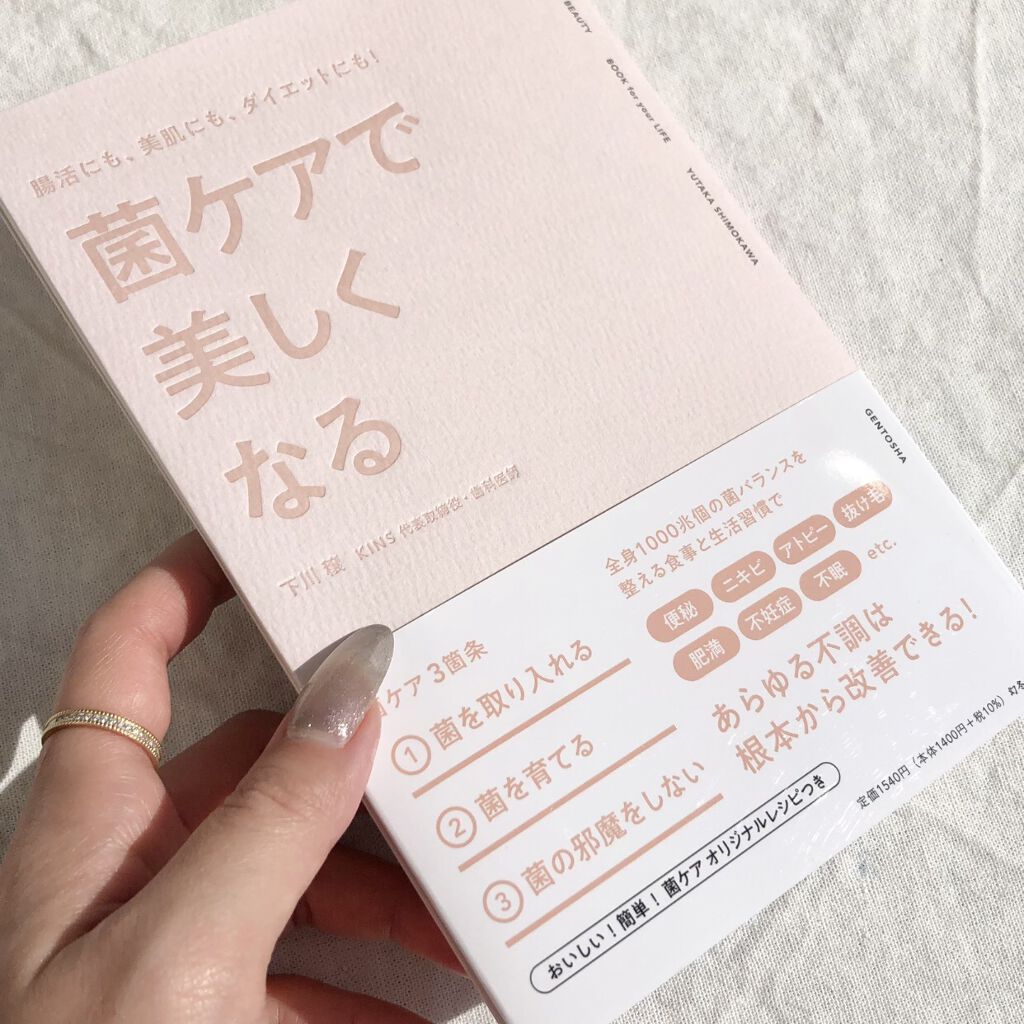 腸活にも、美肌にも、ダイエットにも!
菌ケアで
美しく
なる
下川 穣 KINS 代表取締役・歯科医師
BEAUTY
BOOK for your LIFE
YUTAKA SHIMOKAWA
GENTOSHA
全身1000兆個の菌バランスを
整える食事と生活習慣で
便秘 ニキビ アトピー 抜け毛
肥満 不妊症 不眠 etc.
あらゆる不調は
根本から改善できる!
菌ケア 3箇条
① 菌を取り入れる
② 菌を育てる
③ 菌の邪魔をしない
おいしい!簡単!菌ケア オリジナルレシピつき
定価1540円(本体1400円+税10%) 幻冬